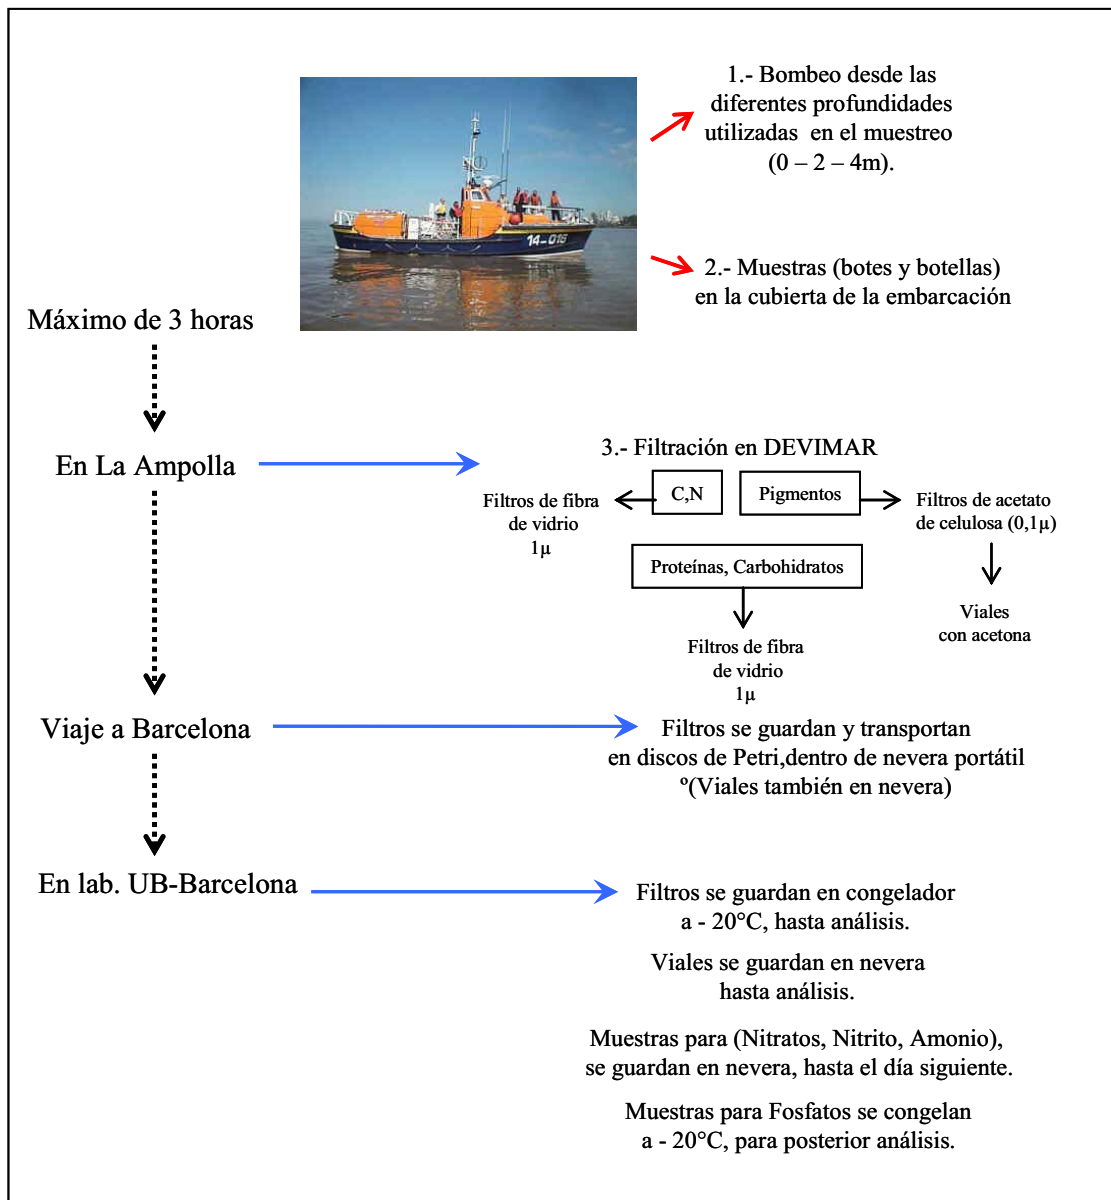 1.- Bombeo desde las
diferentes profundidades
utilizadas en el muestreo
(0 – 2 – 4m).
14-016
2.- Muestras (botes y botellas)
en la cubierta de la embarcación
Máximo de 3 horas
En La Ampolla
3.- Filtración en DEVIMAR
C,N
Pigmentos
Filtros de fibra
de vidrio
1µ
Filtros de acetato
de celulosa (0,1µ)
Proteínas, Carbohidratos
Viales
con acetona
Filtros de fibra
de vidrio
1µ
Viaje a Barcelona
Filtros se guardan y transportan
en discos de Petri,dentro de nevera portátil
º(Viales también en nevera)
En lab. UB-Barcelona
Filtros se guardan en congelador
a - 20°C, hasta análisis.
Viales se guardan en nevera
hasta análisis.
Muestras para (Nitratos, Nitrito, Amonio),
se guardan en nevera, hasta el día siguiente.
Muestras para Fosfatos se congelan
a - 20°C, para posterior análisis.